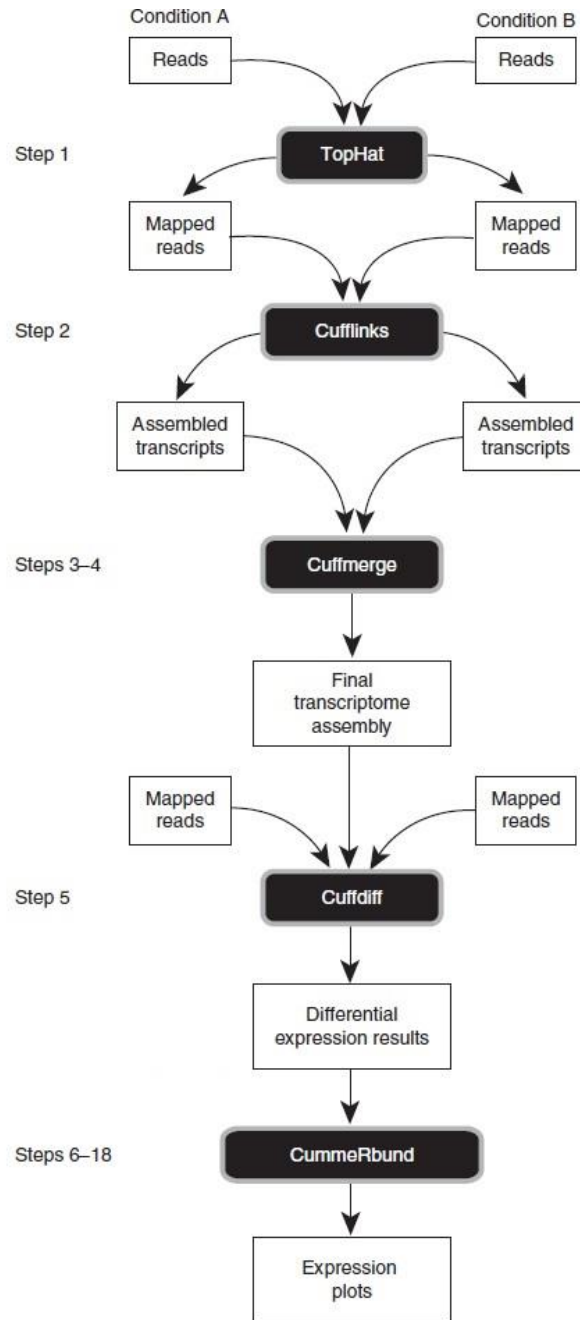 Condition A
Condition B
Reads
Reads
Step 1
TopHat
Mapped
reads
Mapped
reads
Step 2
Cufflinks
Assembled
transcripts
Assembled
transcripts
Steps 3–4
Cuffmerge
Final
transcriptome
assembly
Mapped
reads
Mapped
reads
Step 5
Cuffdiff
Differential
expression results
Steps 6–18
CummeRbund
Expression
plots